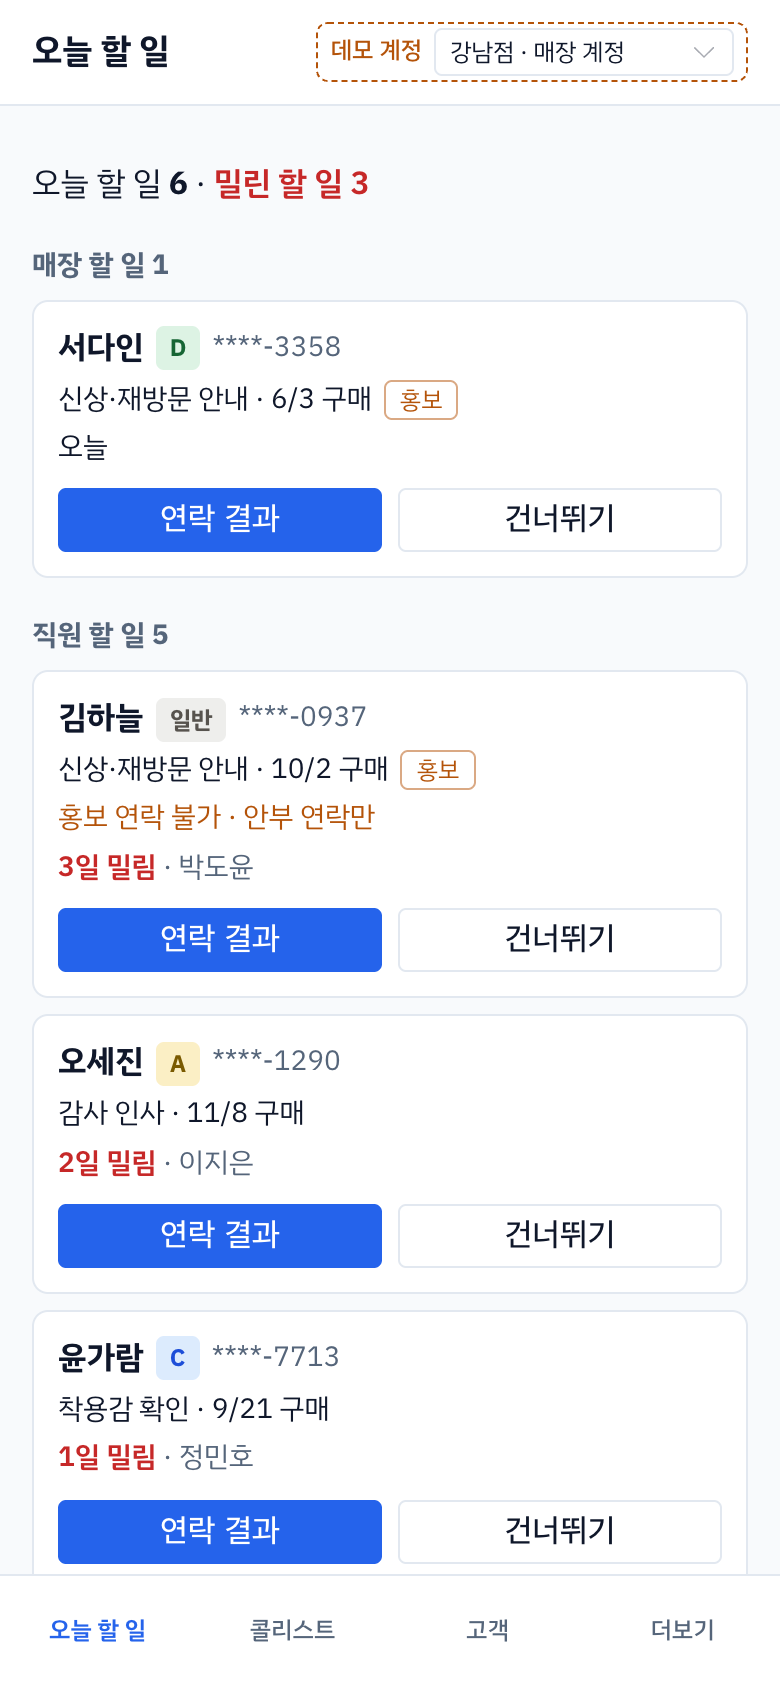 오늘 할 일
데모 계정 강남점 · 매장 계정
오늘 할 일 6 · 밀린 할 일 3
매장 할 일 1
서다인 D ****-3358
신상·재방문 안내 · 6/3 구매 홍보
오늘
연락 결과 건너뛰기
직원 할 일 5
김하늘 일반 ****-0937
신상·재방문 안내 · 10/2 구매 홍보
홍보 연락 불가 · 안부 연락만
3일 밀림 · 박도윤
연락 결과 건너뛰기
오세진 A ****-1290
감사 인사 · 11/8 구매
2일 밀림 · 이지은
연락 결과 건너뛰기
윤가람 C ****-7713
착용감 확인 · 9/21 구매
1일 밀림 · 정민호
연락 결과 건너뛰기
오늘 할 일 콜리스트 고객 더보기